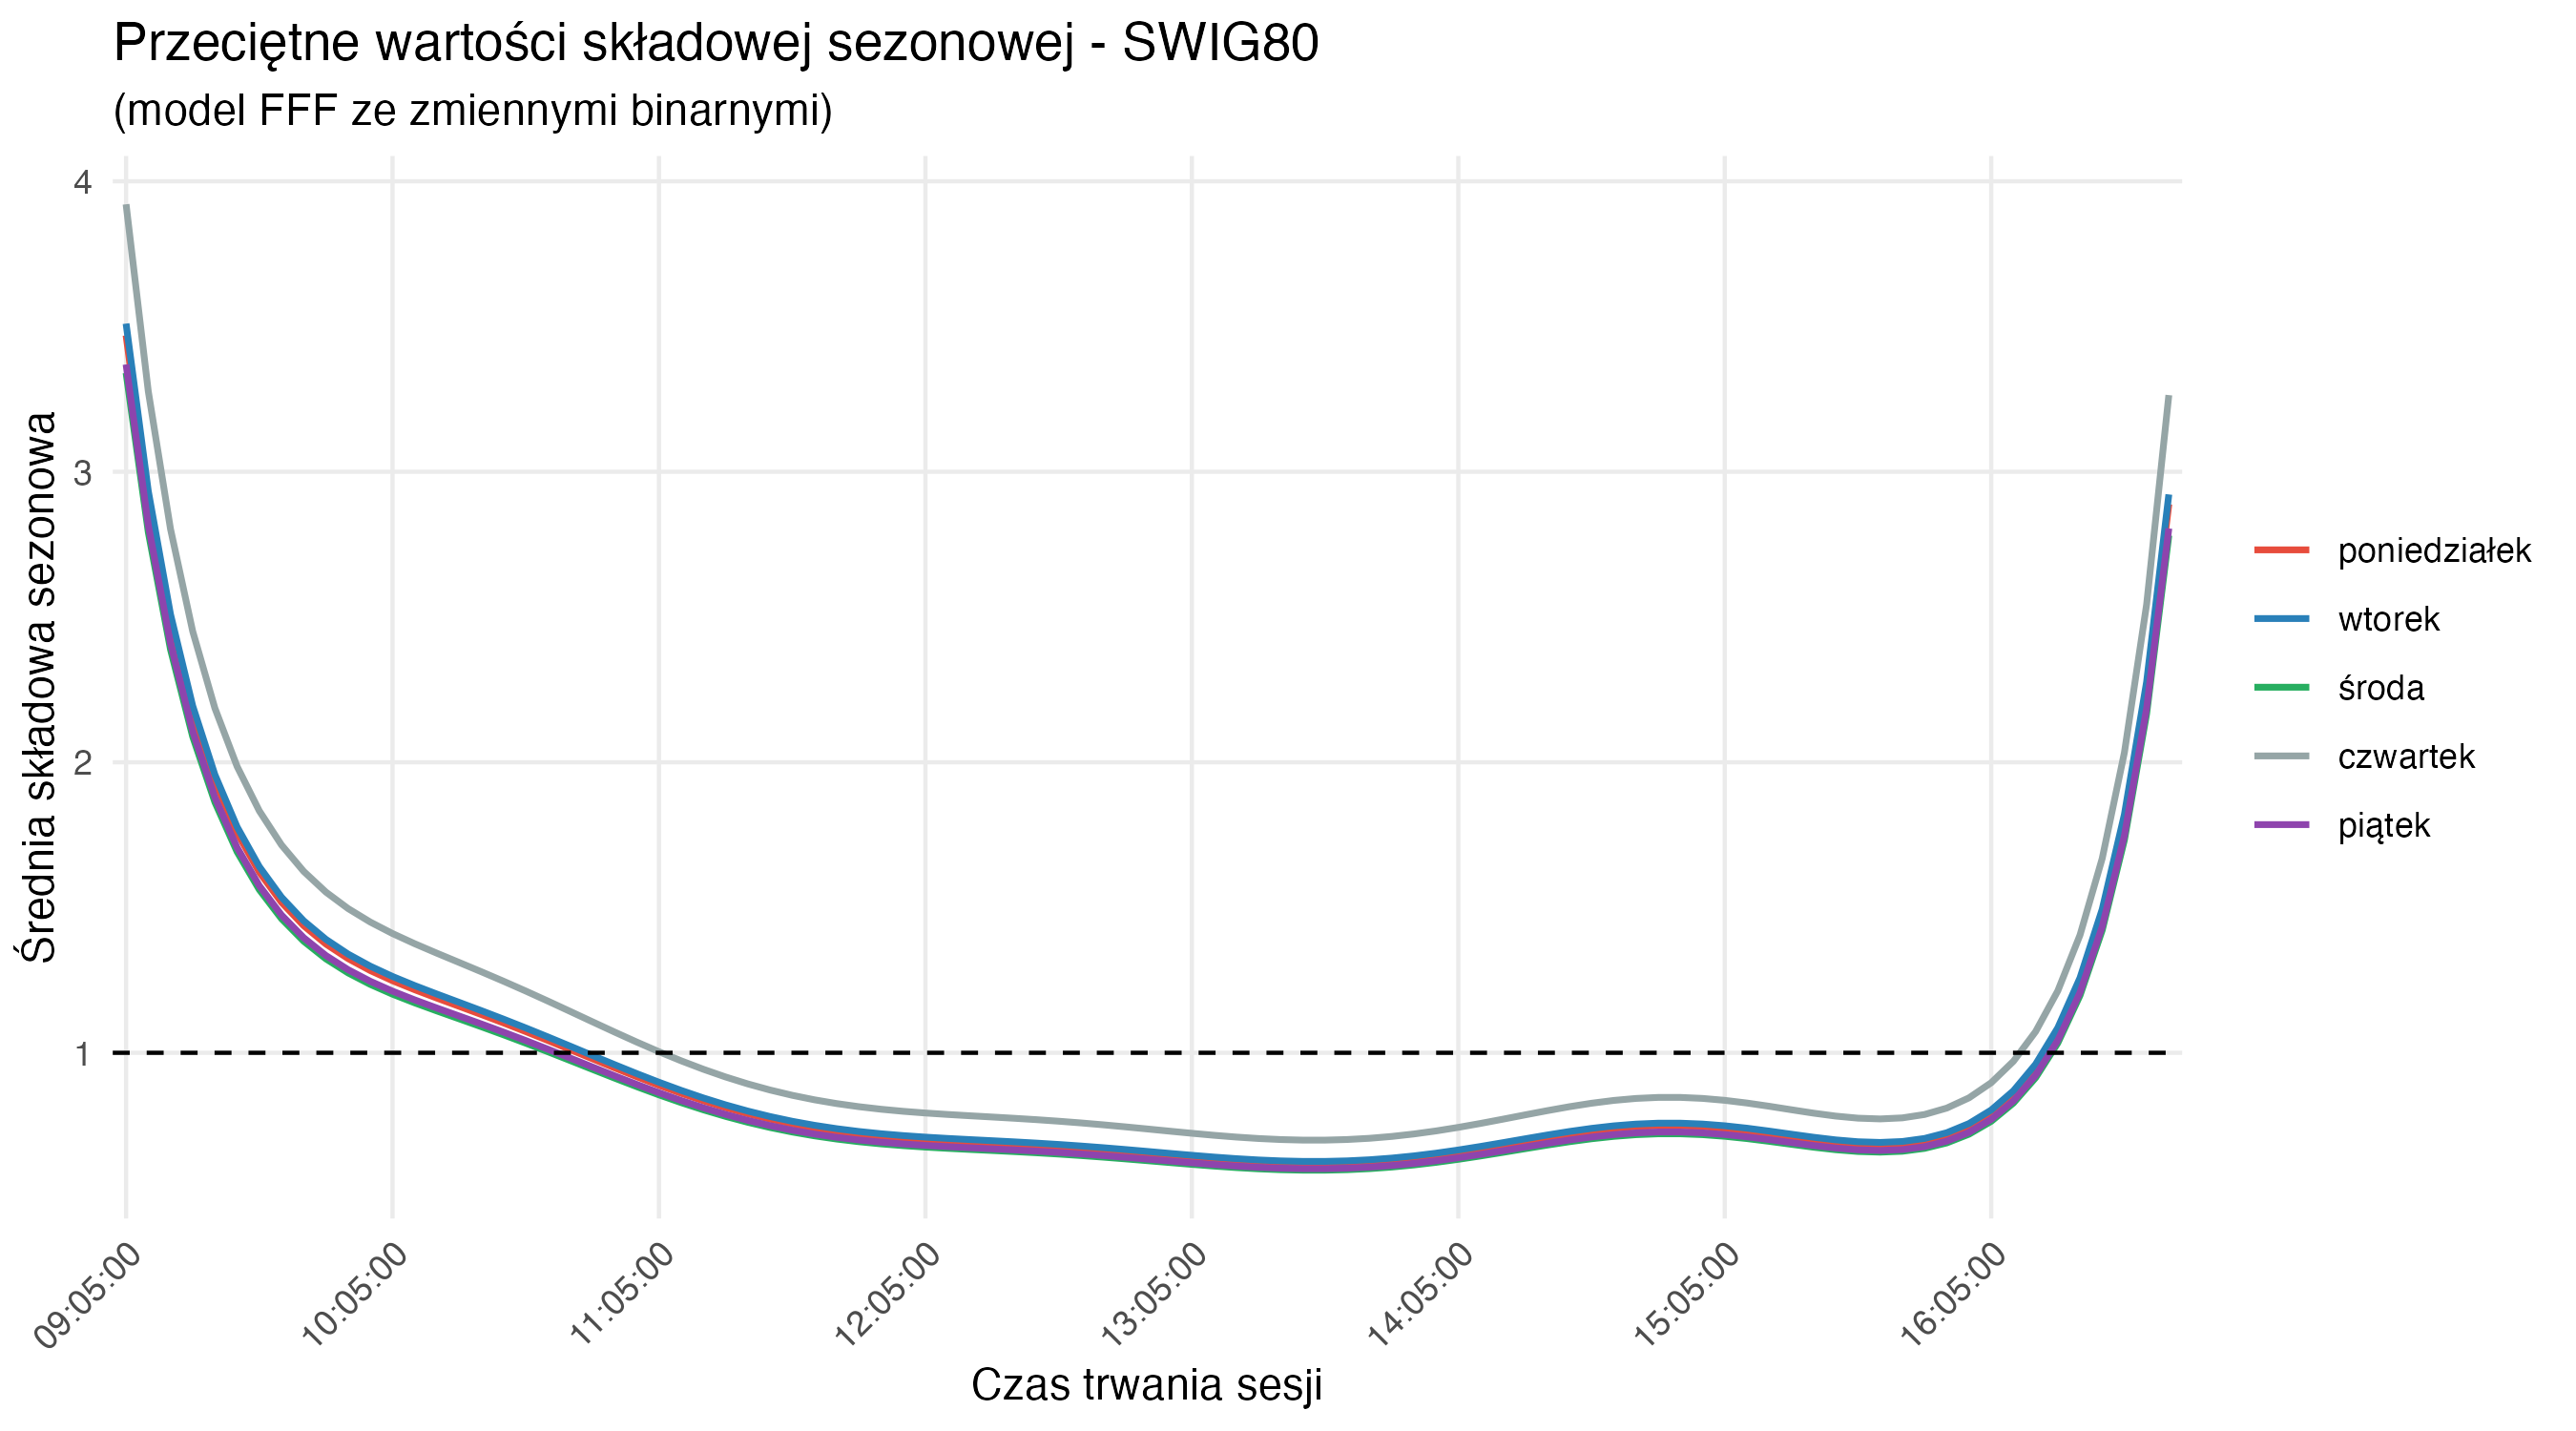 Przeciętne wartości składowej sezonowej - SWIG80
(model FFF ze zmiennymi binarnymi)
Średnia składowa sezonowa
4
3
2
1
09:05:00
10:05:00
11:05:00
12:05:00
13:05:00
14:05:00
15:05:00
16:05:00
Czas trwania sesji
poniedziałek
wtorek
środa
czwartek
piątek